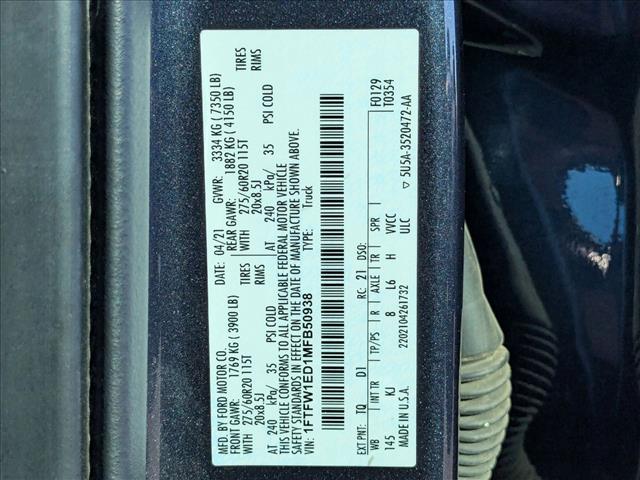 MFD. BY FORD MOTOR CO.
DATE: 04/21 GVWR: 3334 KG ( 7350 LB)
FRONT GAWR: 1769 KG ( 3900 LB) REAR GAWR: 1882 KG ( 4150 LB)
WITH 275/60R20 115T TIRES WITH 275/60R20 115T TIRES
20x8.5J RIMS 20x8.5J RIMS
AT 240 kPa/ 35 PSI COLD AT 240 kPa/ 35 PSI COLD
THIS VEHICLE CONFORMS TO ALL APPLICABLE FEDERAL MOTOR VEHICLE
SAFETY STANDARDS IN EFFECT ON THE DATE OF MANUFACTURE SHOWN ABOVE.
VIN: 1FTFW1ED1MFB50938 TYPE: Truck
F0129
T0354
EXT PNT: TQ D1 RC: 21 DSO:
WB INT TR TP/PS R AXLE TR SPR
145 KJ 8 L6 H VVCC
MADE IN U.S.A. 2202104261732 ULC ▽ 5U5A-3520472-AA